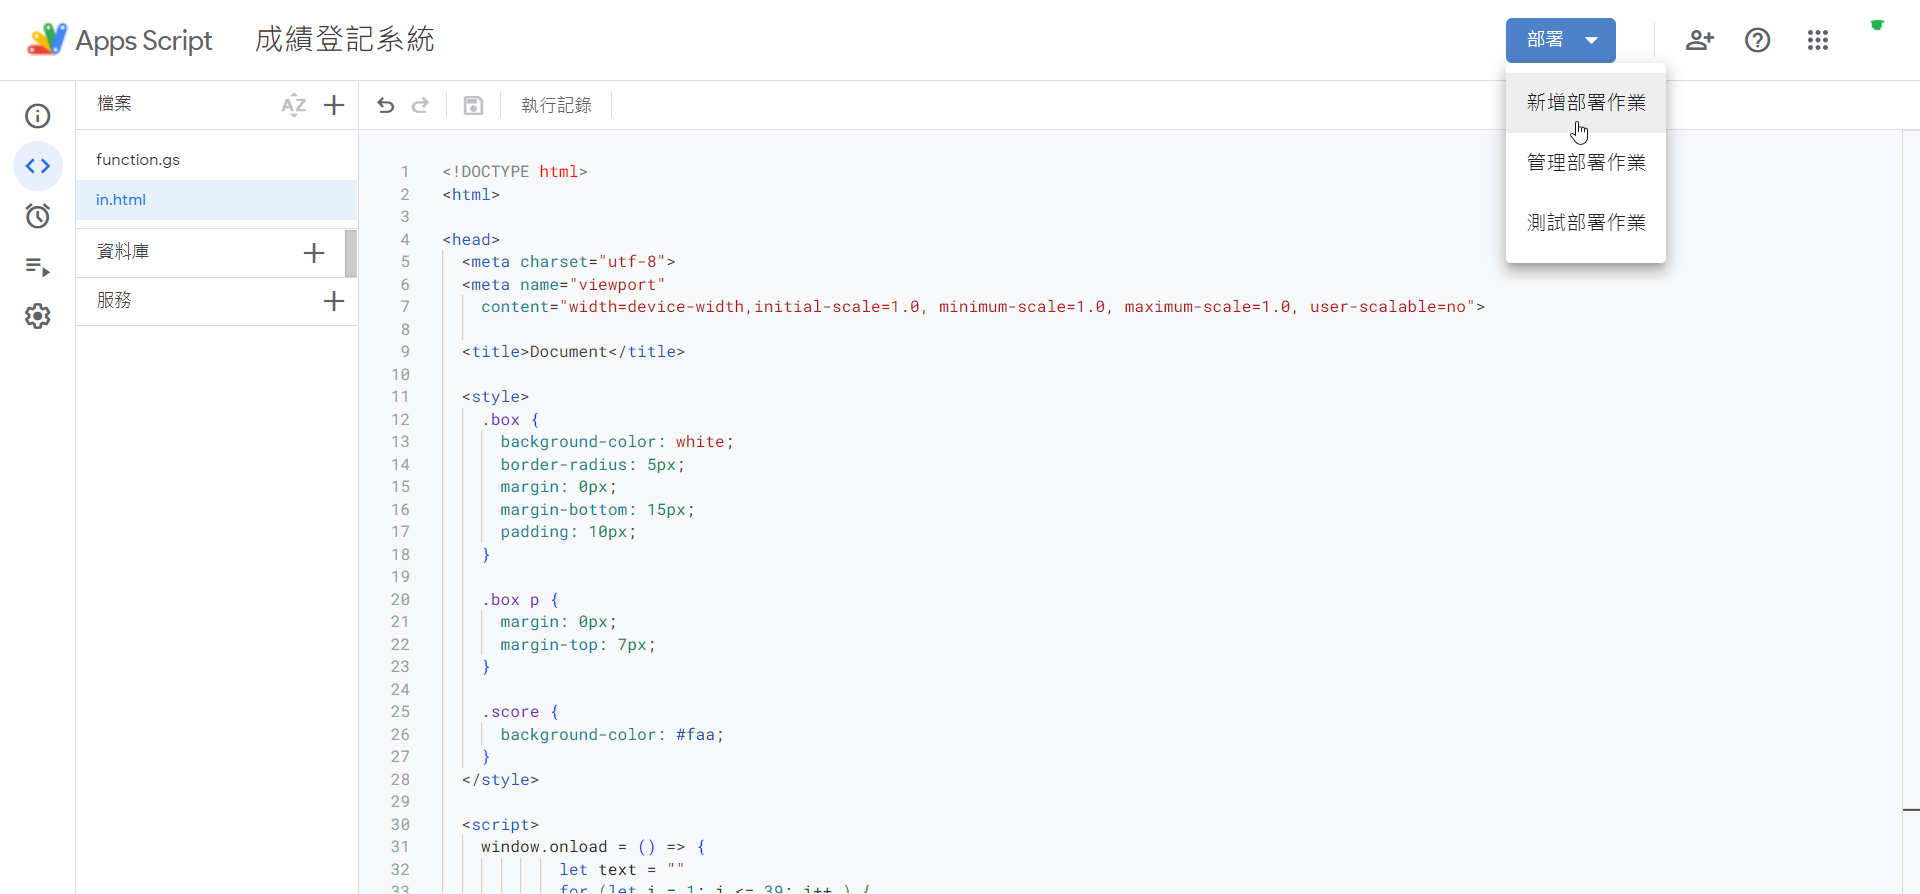 Apps Script
成績登記系統
部署
檔案
執行記錄
新增部署作業
管理部署作業
測試部署作業
function.gs
in.html
資料庫
服務
1 <!DOCTYPE html>
2 <html>
3
4 <head>
5 <meta charset="utf-8">
6 <meta name="viewport"
7 content="width=device-width,initial-scale=1.0, minimum-scale=1.0, maximum-scale=1.0, user-scalable=no">
8
9 <title>Document</title>
10
11 <style>
12 .box {
13 background-color: white;
14 border-radius: 5px;
15 margin: 0px;
16 margin-bottom: 15px;
17 padding: 10px;
18 }
19
20 .box p {
21 margin: 0px;
22 margin-top: 7px;
23 }
24
25 .score {
26 background-color: #faa;
27 }
28 </style>
29
30 <script>
31 window.onload = () => {
32 let text = ""
33 for (let i = 1; i <= 39; i++ ) {